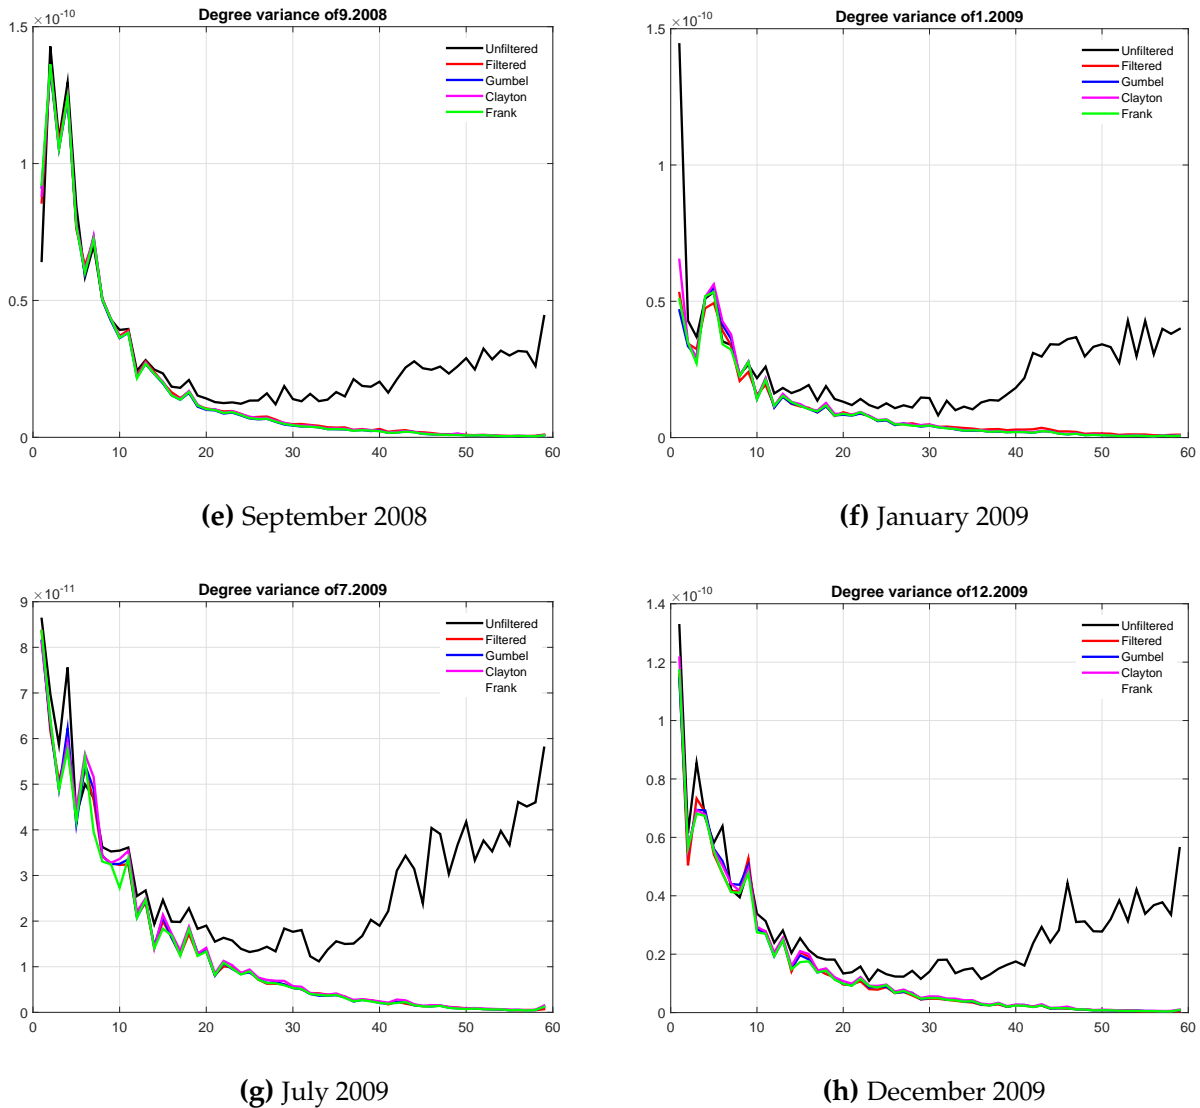 Degree variance of9.2008
×10-10
1.5
1
0.5
0
0 10 20 30 40 50 60
Unfiltered
Filtered
Gumbel
Clayton
Frank
(e) September 2008
Degree variance of1.2009
×10-10
1.5
1
0.5
0
0 10 20 30 40 50 60
Unfiltered
Filtered
Gumbel
Clayton
Frank
(f) January 2009
Degree variance of7.2009
×10-11
9
8
7
6
5
4
3
2
1
0
0 10 20 30 40 50 60
Unfiltered
Filtered
Gumbel
Clayton
Frank
(g) July 2009
Degree variance of12.2009
×10-10
1.4
1.2
1
0.8
0.6
0.4
0.2
0
0 10 20 30 40 50 60
Unfiltered
Filtered
Gumbel
Clayton
Frank
(h) December 2009